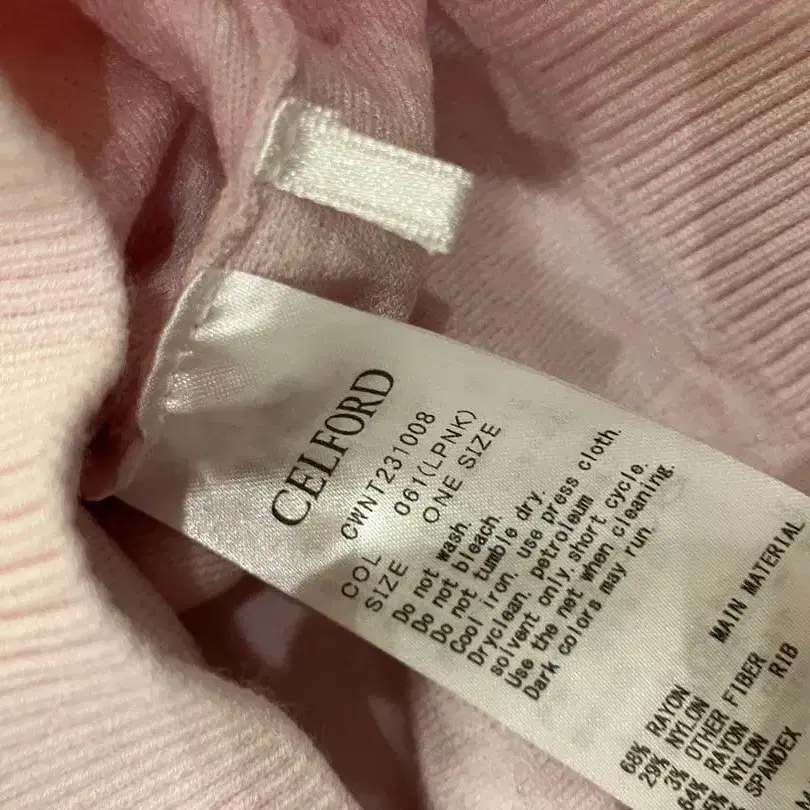 CELFORD
CWNT231008
COL 061(LPNK)
SIZE ONE SIZE
Do not wash.
Do not bleach.
Do not tumble dry.
Cool iron. use press cloth.
Dryclean. petroleum
solvent only. short cycle.
Use the net when cleaning.
Dark colors may run.
MAIN MATERIAL
68% RAYON
29% NYLON
3% OTHER FIBER
RIB
RAYON
NYLON
SPANDEX